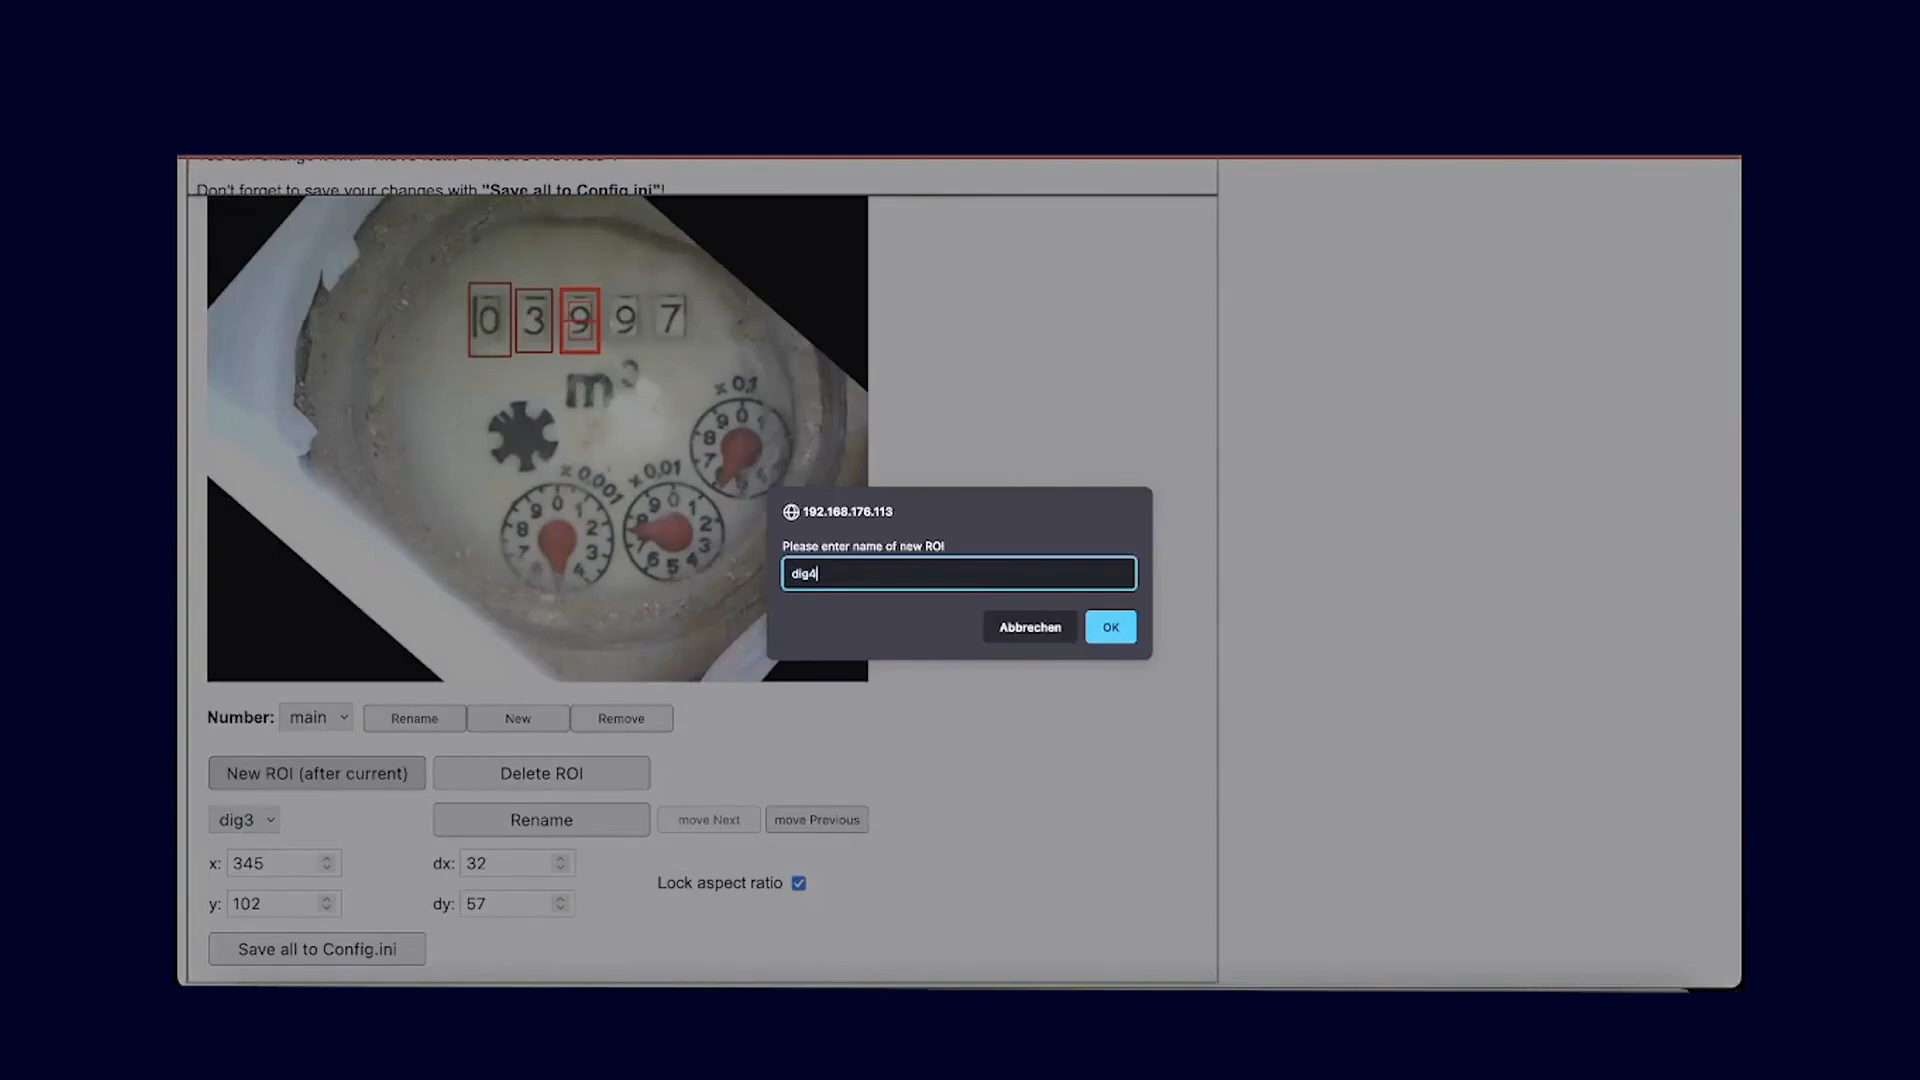 Don't forget to save your changes with "Save all to Config.ini"!
0 3 9 9 7
m³
x 0,1
x 0,01
x 0,001
192.168.176.113
Please enter name of new ROI
dig4
Abbrechen
OK
Number: main
Rename
New
Remove
New ROI (after current)
Delete ROI
dig3
Rename
move Next
move Previous
x: 345
dx: 32
Lock aspect ratio
y: 102
dy: 57
Save all to Config.ini